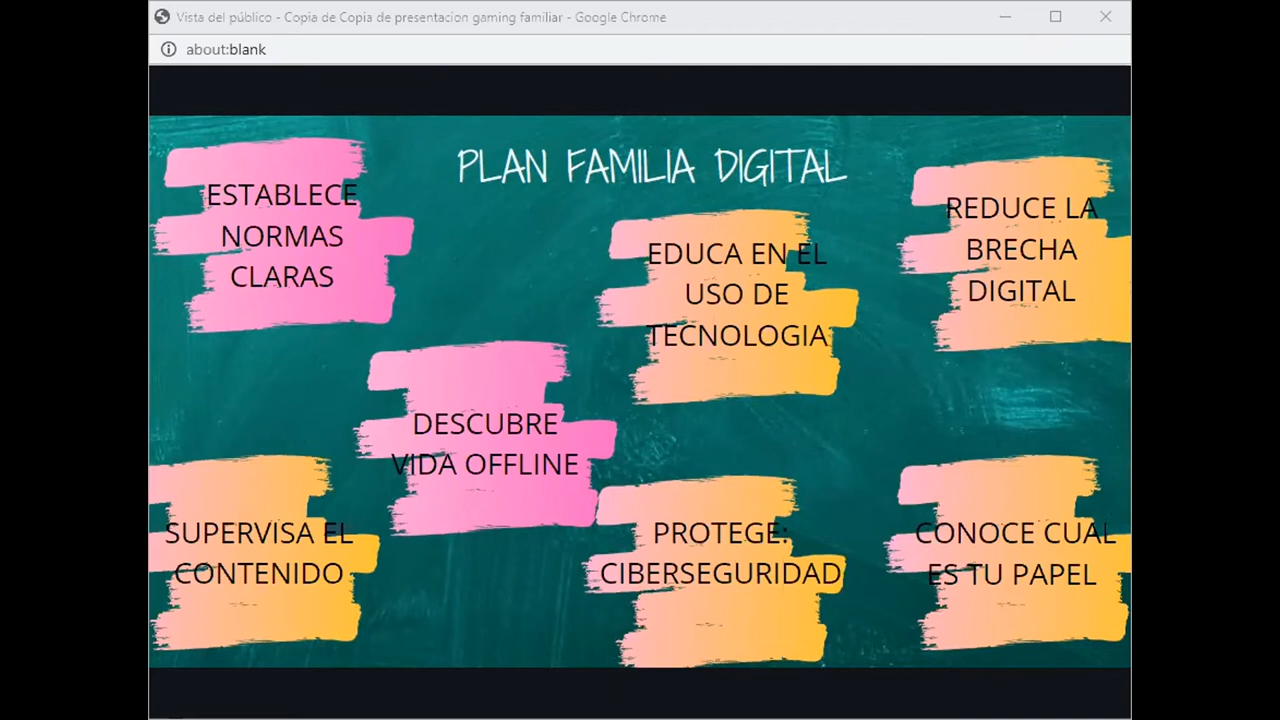 Vista del público - Copia de Copia de presentacion gaming familiar - Google Chrome
about:blank
PLAN FAMILIA DIGITAL
ESTABLECE
NORMAS
CLARAS
EDUCA EN EL
USO DE
TECNOLOGIA
REDUCE LA
BRECHA
DIGITAL
DESCUBRE
VIDA OFFLINE
SUPERVISA EL
CONTENIDO
PROTEGE:
CIBERSEGURIDAD
CONOCE CUAL
ES TU PAPEL